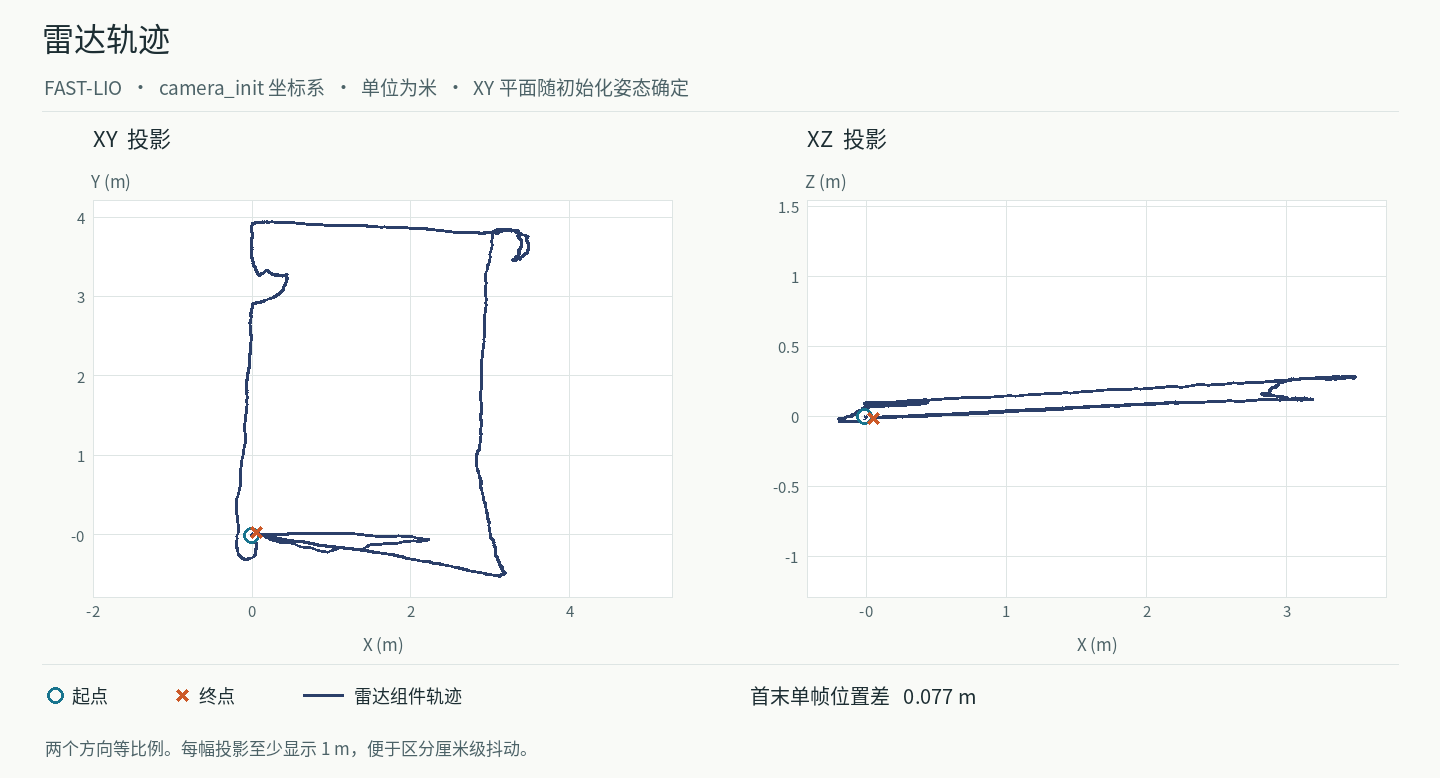 雷达轨迹
FAST-LIO · camera_init 坐标系 · 单位为米 · XY 平面随初始化姿态确定
XY 投影
Y (m)
4
3
2
1
-0
-2 0 2 4
X (m)
XZ 投影
Z (m)
1.5
1
0.5
0
-0.5
-1
-0 1 2 3
X (m)
起点 终点 雷达组件轨迹
首末单帧位置差 0.077 m
两个方向等比例。每幅投影至少显示 1 m，便于区分厘米级抖动。